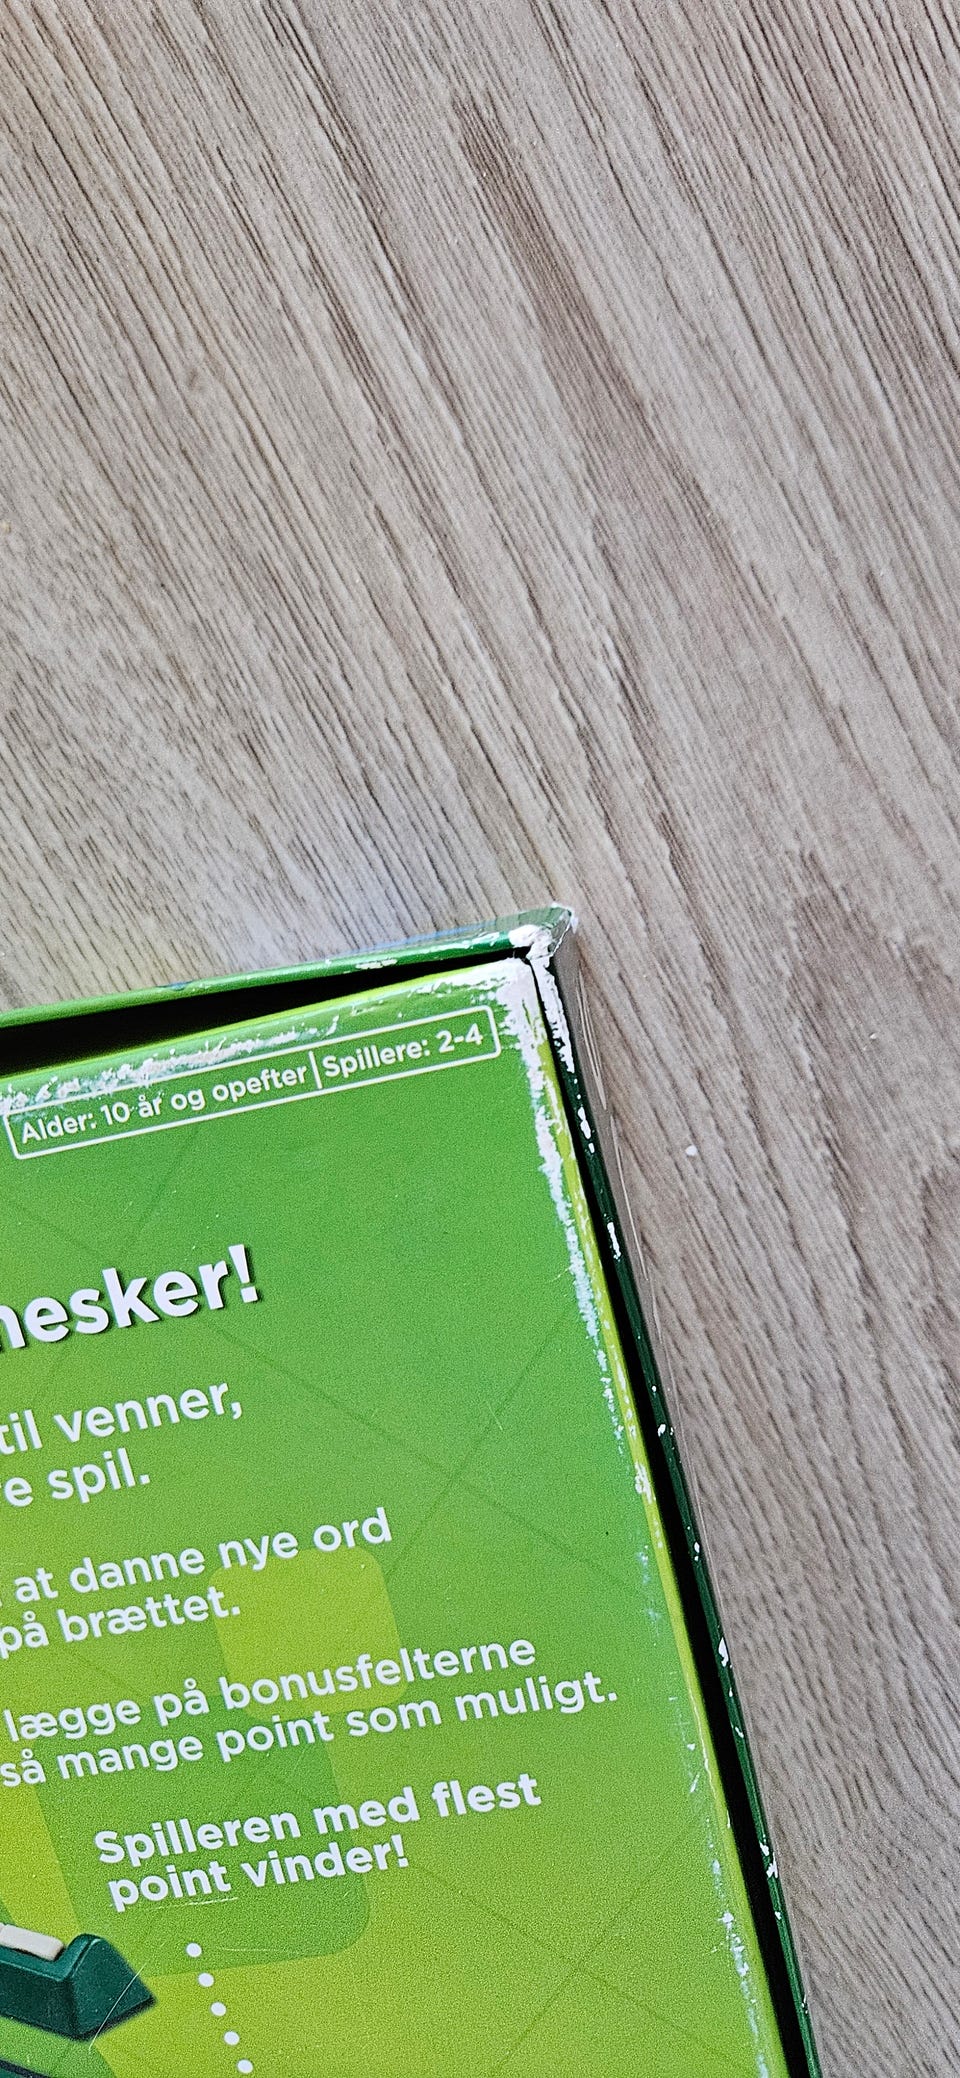 Alder: 10 år og opefter | Spillere: 2-4
nesker!
til venner,
e spil.
at danne nye ord
på brættet.
lægge på bonusfelterne
så mange point som muligt.
Spilleren med flest
point vinder!